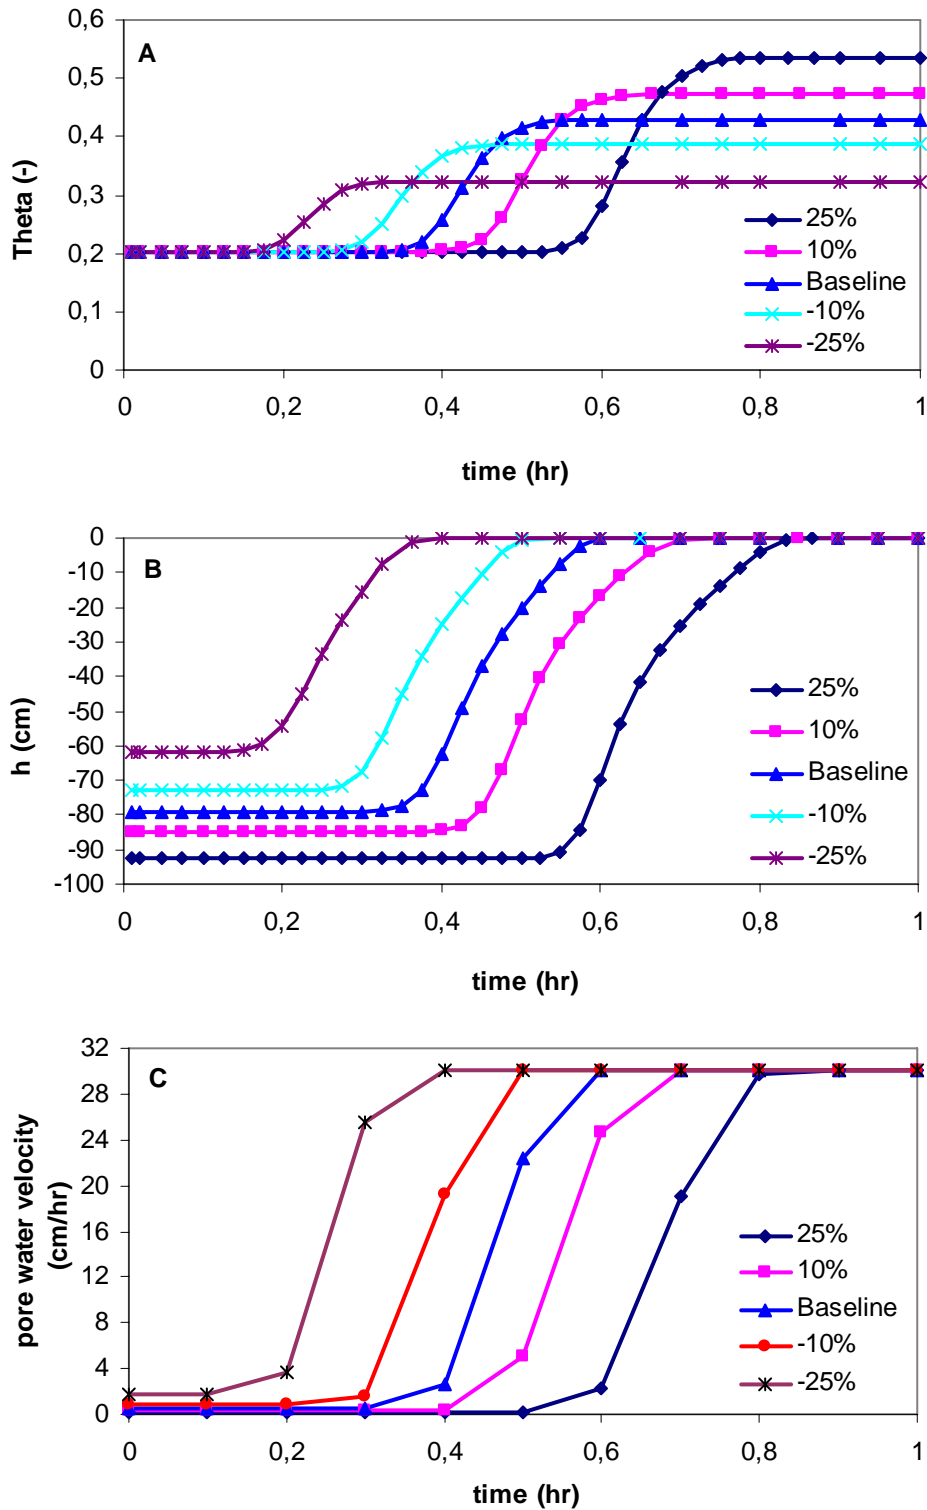 0,6
A
0,5
0,4
0,3
0,2
0,1
0
Theta (-)
25%
10%
Baseline
-10%
-25%
0 0,2 0,4 0,6 0,8 1
time (hr)
0
B
-10
-20
-30
-40
-50
-60
-70
-80
-90
-100
h (cm)
25%
10%
Baseline
-10%
-25%
0 0,2 0,4 0,6 0,8 1
time (hr)
32
C
28
24
20
16
12
8
4
0
pore water velocity
(cm/hr)
25%
10%
Baseline
-10%
-25%
0 0,2 0,4 0,6 0,8 1
time (hr)